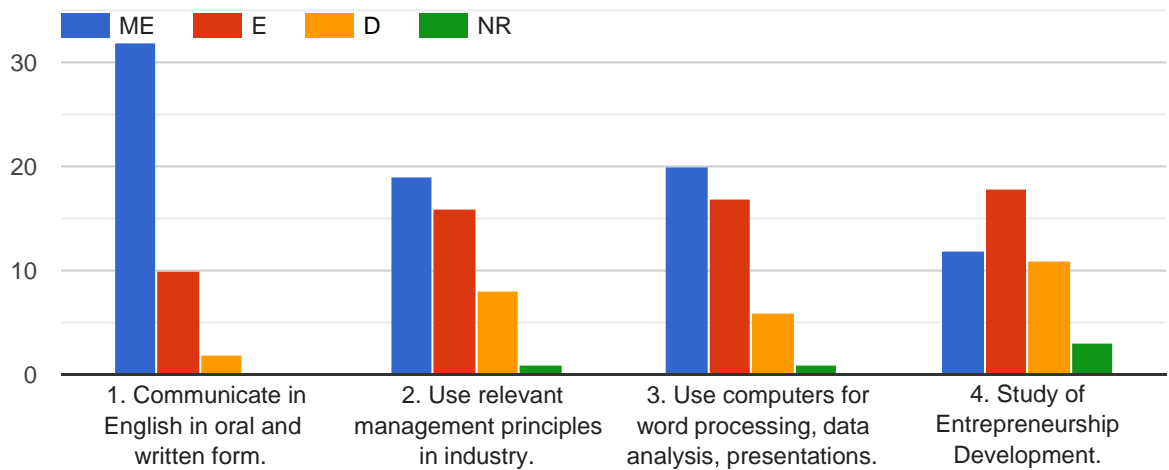 ME E D NR
30
20
10
0
1. Communicate in
English in oral and
written form.
2. Use relevant
management principles
in industry.
3. Use computers for
word processing, data
analysis, presentations.
4. Study of
Entrepreneurship
Development.